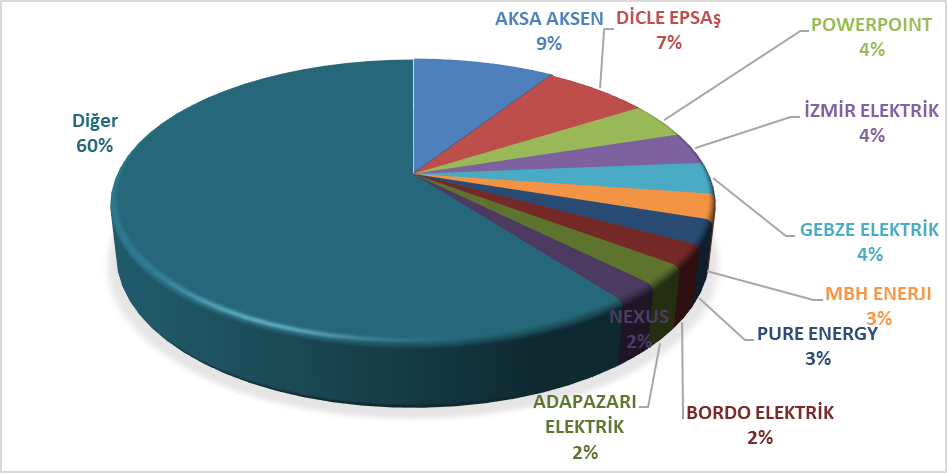 AKSA AKSEN
9%
DİCLE EPSAş
7%
POWERPOINT
4%
İZMİR ELEKTRİK
4%
GEBZE ELEKTRİK
4%
MBH ENERJI
3%
PURE ENERGY
3%
BORDO ELEKTRİK
2%
ADAPAZARI
ELEKTRİK
2%
NEXUS
2%
Diğer
60%